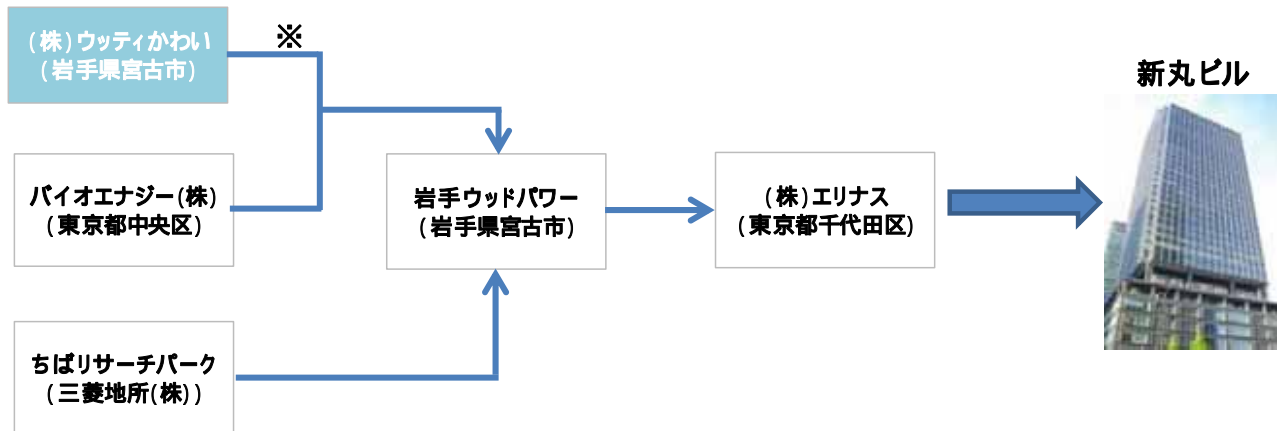 (株)ウッティかわい
(岩手県宮古市)
※
新丸ビル
バイオエナジー(株)
(東京都中央区)
岩手ウッドパワー
(岩手県宮古市)
(株)エリナス
(東京都千代田区)
ちばリサーチパーク
(三菱地所(株))